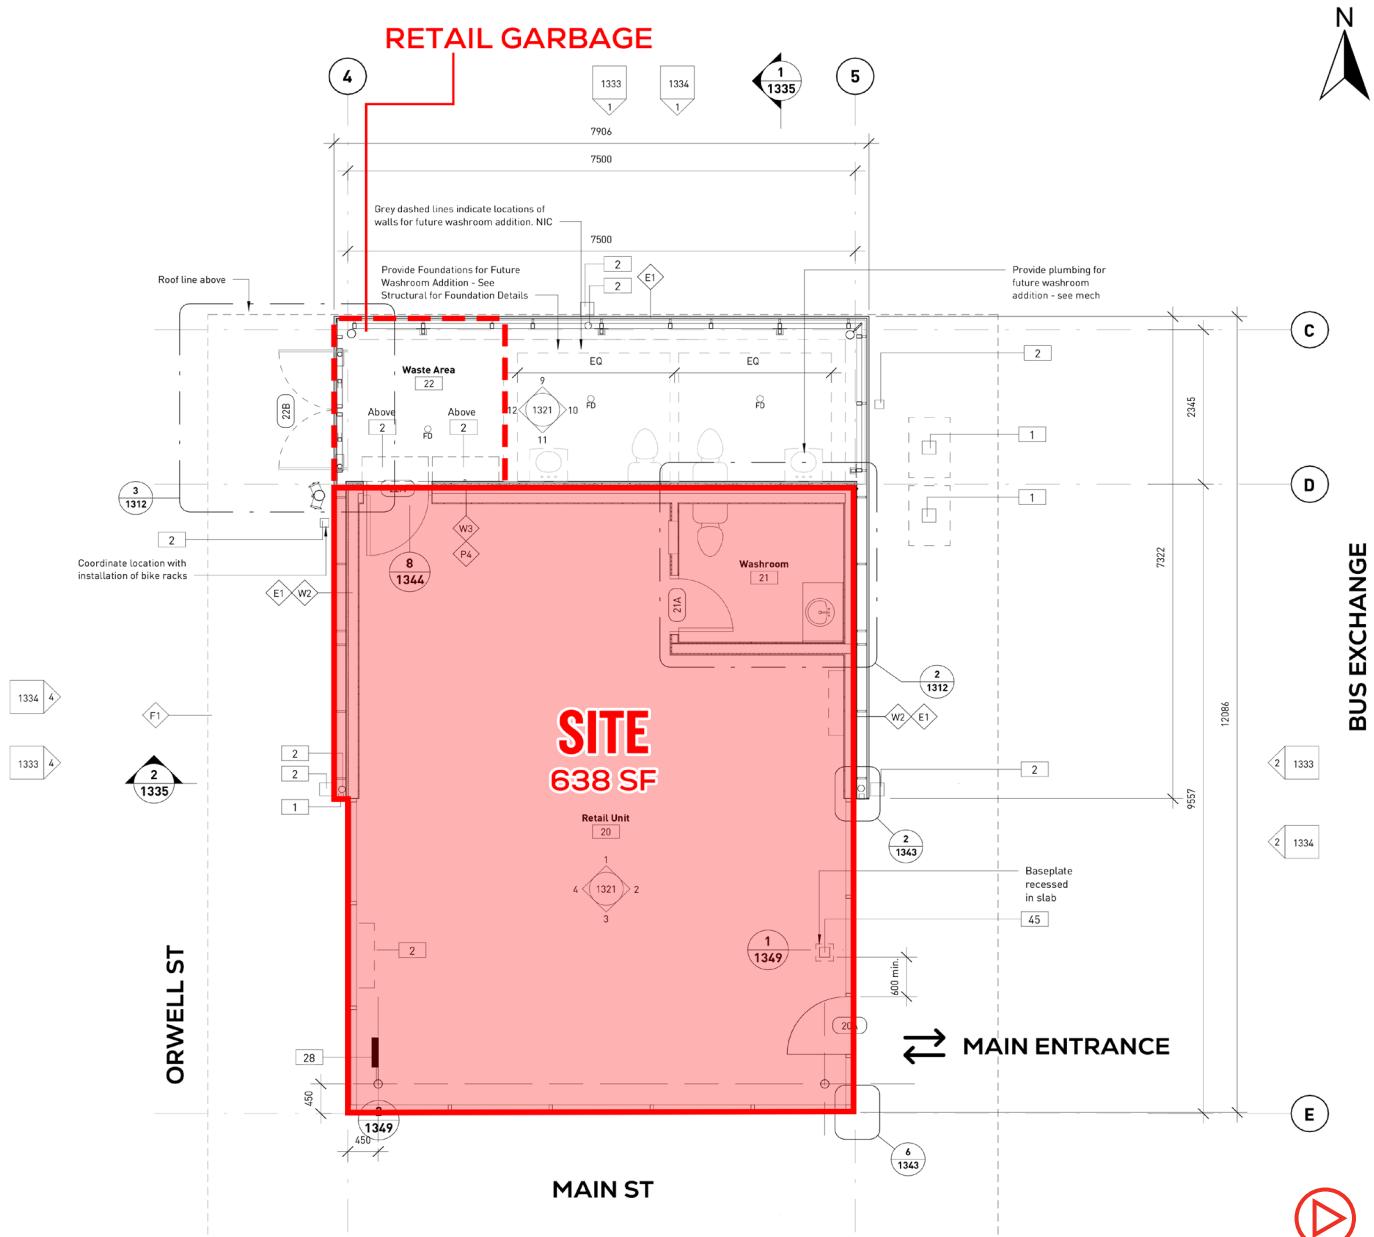 RETAIL GARBAGE
N
4
5
1333
1
1334
1
1
1335
7906
7500
Grey dashed lines indicate locations of
walls for future washroom addition. NIC
7500
Roof line above
Provide Foundations for Future
Washroom Addition - See
Structural for Foundation Details
2
2
E1
Provide plumbing for
future washroom
addition - see mech
C
2
EQ
EQ
Waste Area
22
22B
Above
2
Above
2
FD
9
12
1321
10
11
FD
FD
2345
1
3
1312
D
1
2
W3
P4
Coordinate location with
installation of bike racks
8
1344
Washroom
21
21A
7322
E1
W2
BUS EXCHANGE
2
1312
1334
4
F1
W2
E1
12086
SITE
638 SF
1333
4
2
1335
2
2
1
2
2
1333
9557
Retail Unit
20
2
1343
2
1334
1
4
1321
2
3
Baseplate
recessed
in slab
45
2
1
1349
600 min.
ORWELL ST
20A
MAIN ENTRANCE
28
450
1349
450
E
6
1343
MAIN ST